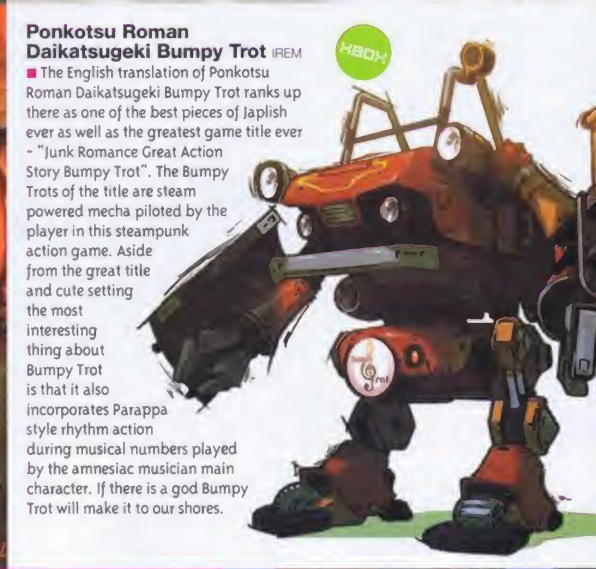 Ponkotsu Roman
Daikatsugeki Bumpy Trot IREM
XBOX
The English translation of Ponkotsu
Roman Daikatsugeki Bumpy Trot ranks up
there as one of the best pieces of Japlish
ever as well as the greatest game title ever
- "Junk Romance Great Action
Story Bumpy Trot". The Bumpy
Trots of the title are steam
powered mecha piloted by the
player in this steampunk
action game. Aside
from the great title
and cute setting
the most
interesting
thing about
Bumpy Trot
is that it also
incorporates Parappa
style rhythm action
during musical numbers played
by the amnesiac musician main
character. If there is a god Bumpy
Trot will make it to our shores.
Trot